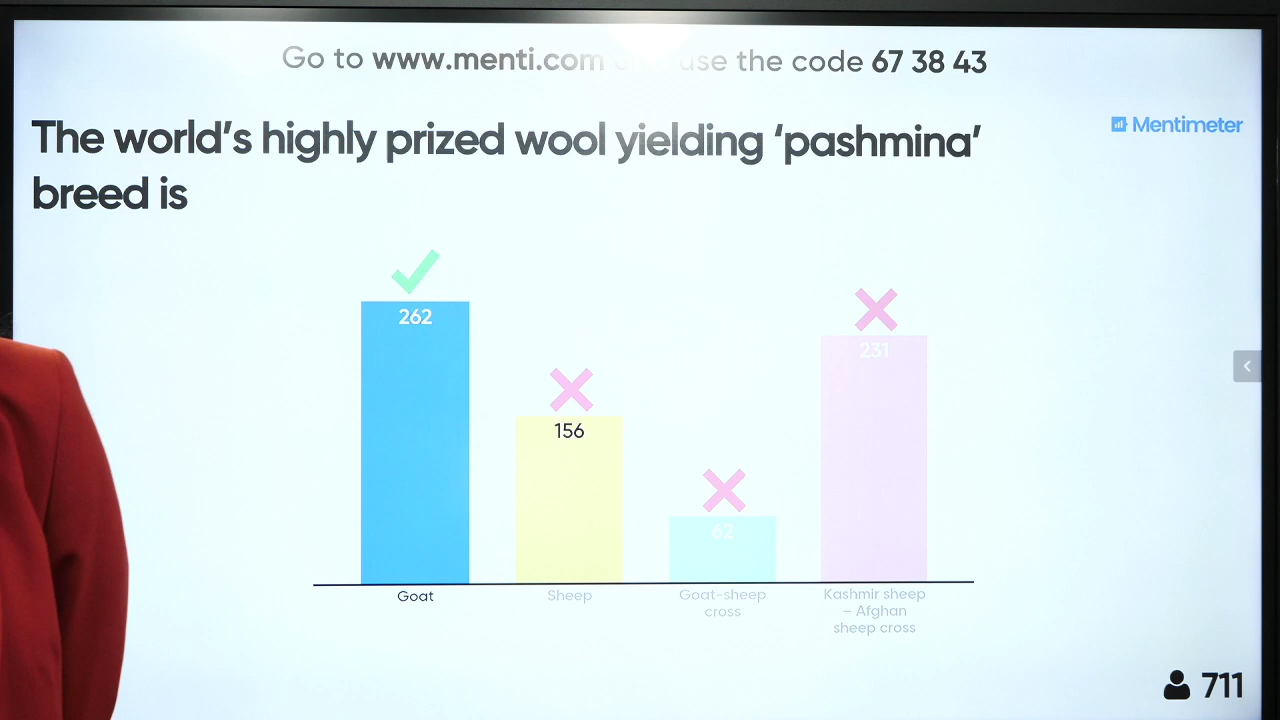 Go to www.menti.com use the code 67 38 43
The world's highly prized wool yielding 'pashmina'
breed is
Mentimeter
262
156
62
231
Goat
Sheep
Goat-sheep
cross
Kashmir sheep
– Afghan
sheep cross
711